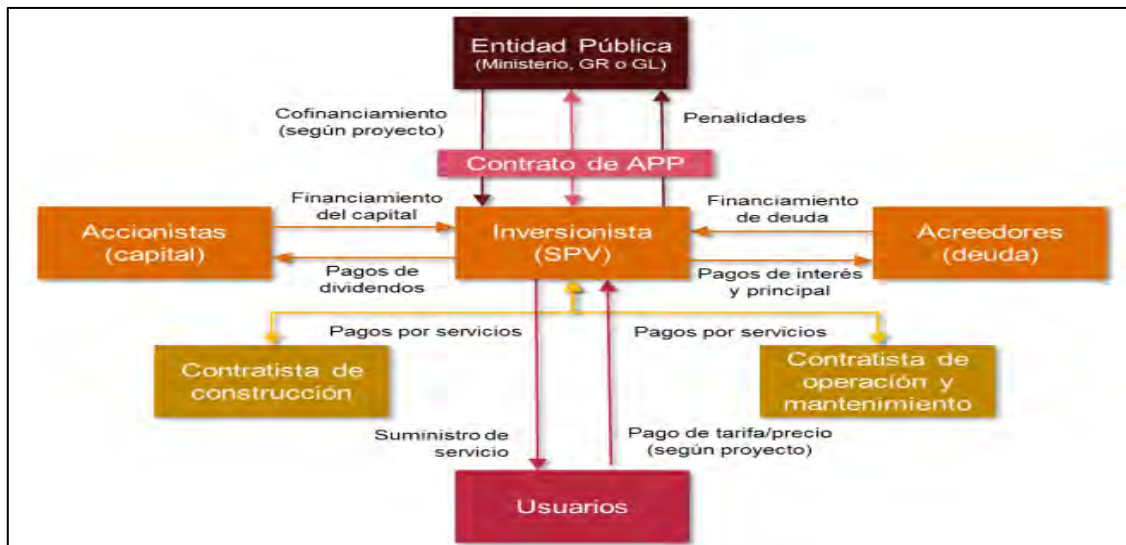 Entidad Pública
(Ministerio, GR o GL)
Cofinanciamiento
(según proyecto)
Penalidades
Contrato de APP
Financiamiento
del capital
Financiamiento
de deuda
Accionistas
(capital)
Inversionista
(SPV)
Acreedores
(deuda)
Pagos de
dividendos
Pagos de interés
y principal
Pagos por servicios
Pagos por servicios
Contratista de
construcción
Contratista de
operación y
mantenimiento
Suministro de
servicio
Pago de tarifa/precio
(según proyecto)
Usuarios